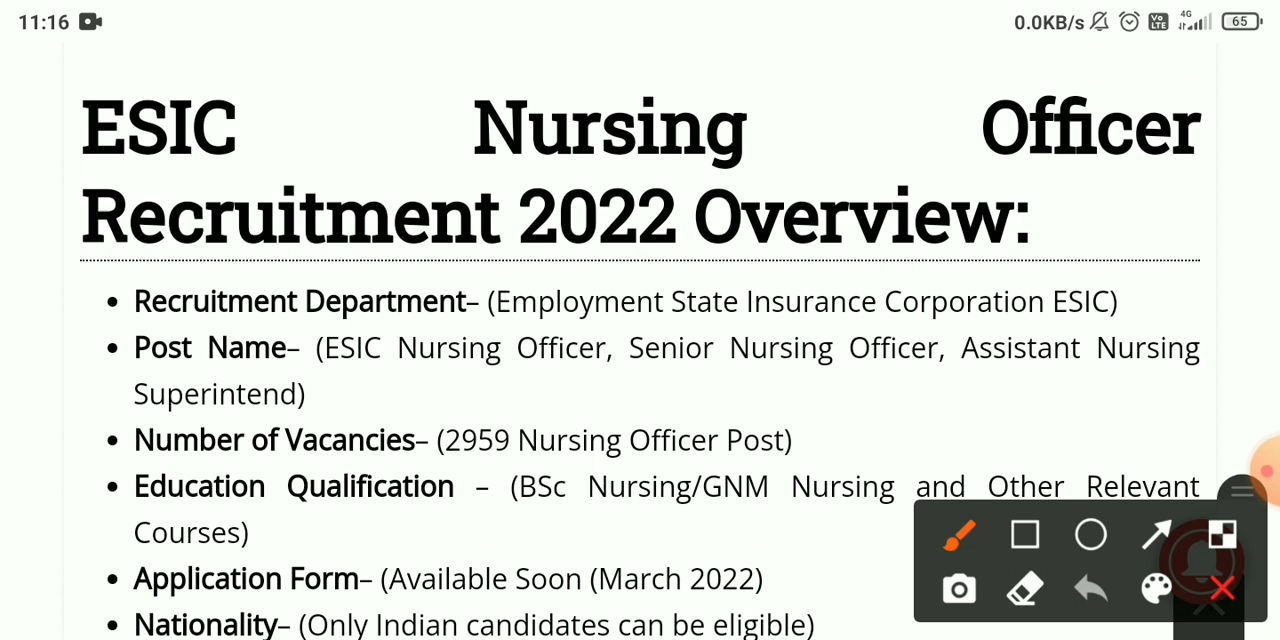 11:16 0.0KB/s Vo LTE 4G 65
ESIC Nursing Officer
Recruitment 2022 Overview:
• Recruitment Department– (Employment State Insurance Corporation ESIC)
• Post Name– (ESIC Nursing Officer, Senior Nursing Officer, Assistant Nursing
Superintend)
• Number of Vacancies– (2959 Nursing Officer Post)
• Education Qualification – (BSc Nursing/GNM Nursing and Other Relevant
Courses)
• Application Form– (Available Soon (March 2022)
• Nationality– (Only Indian candidates can be eligible)